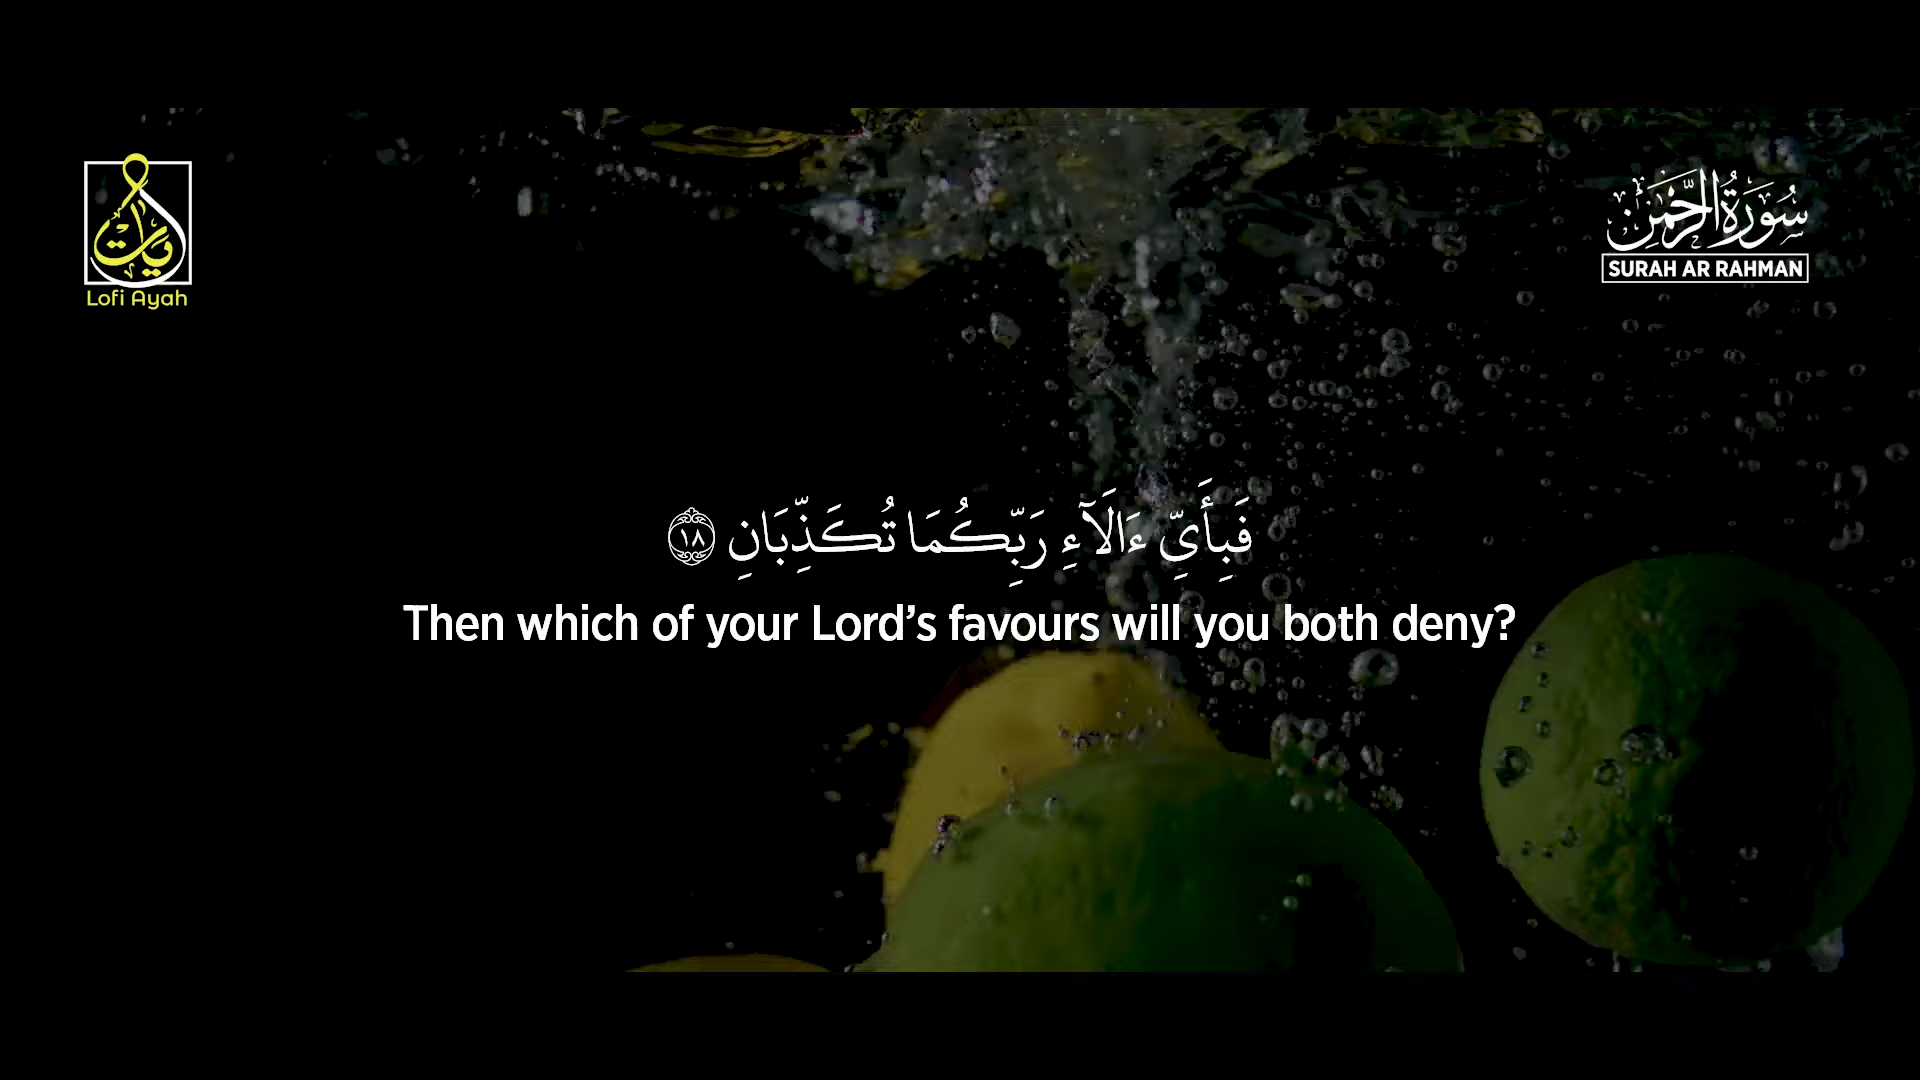 آيات
Lofi Ayah
سُورَةُ الرَّحْمَٰن
SURAH AR RAHMAN
فَبِأَيِّ ءَالَآءِ رَبِّكُمَا تُكَذِّبَانِ ١٨
Then which of your Lord’s favours will you both deny?